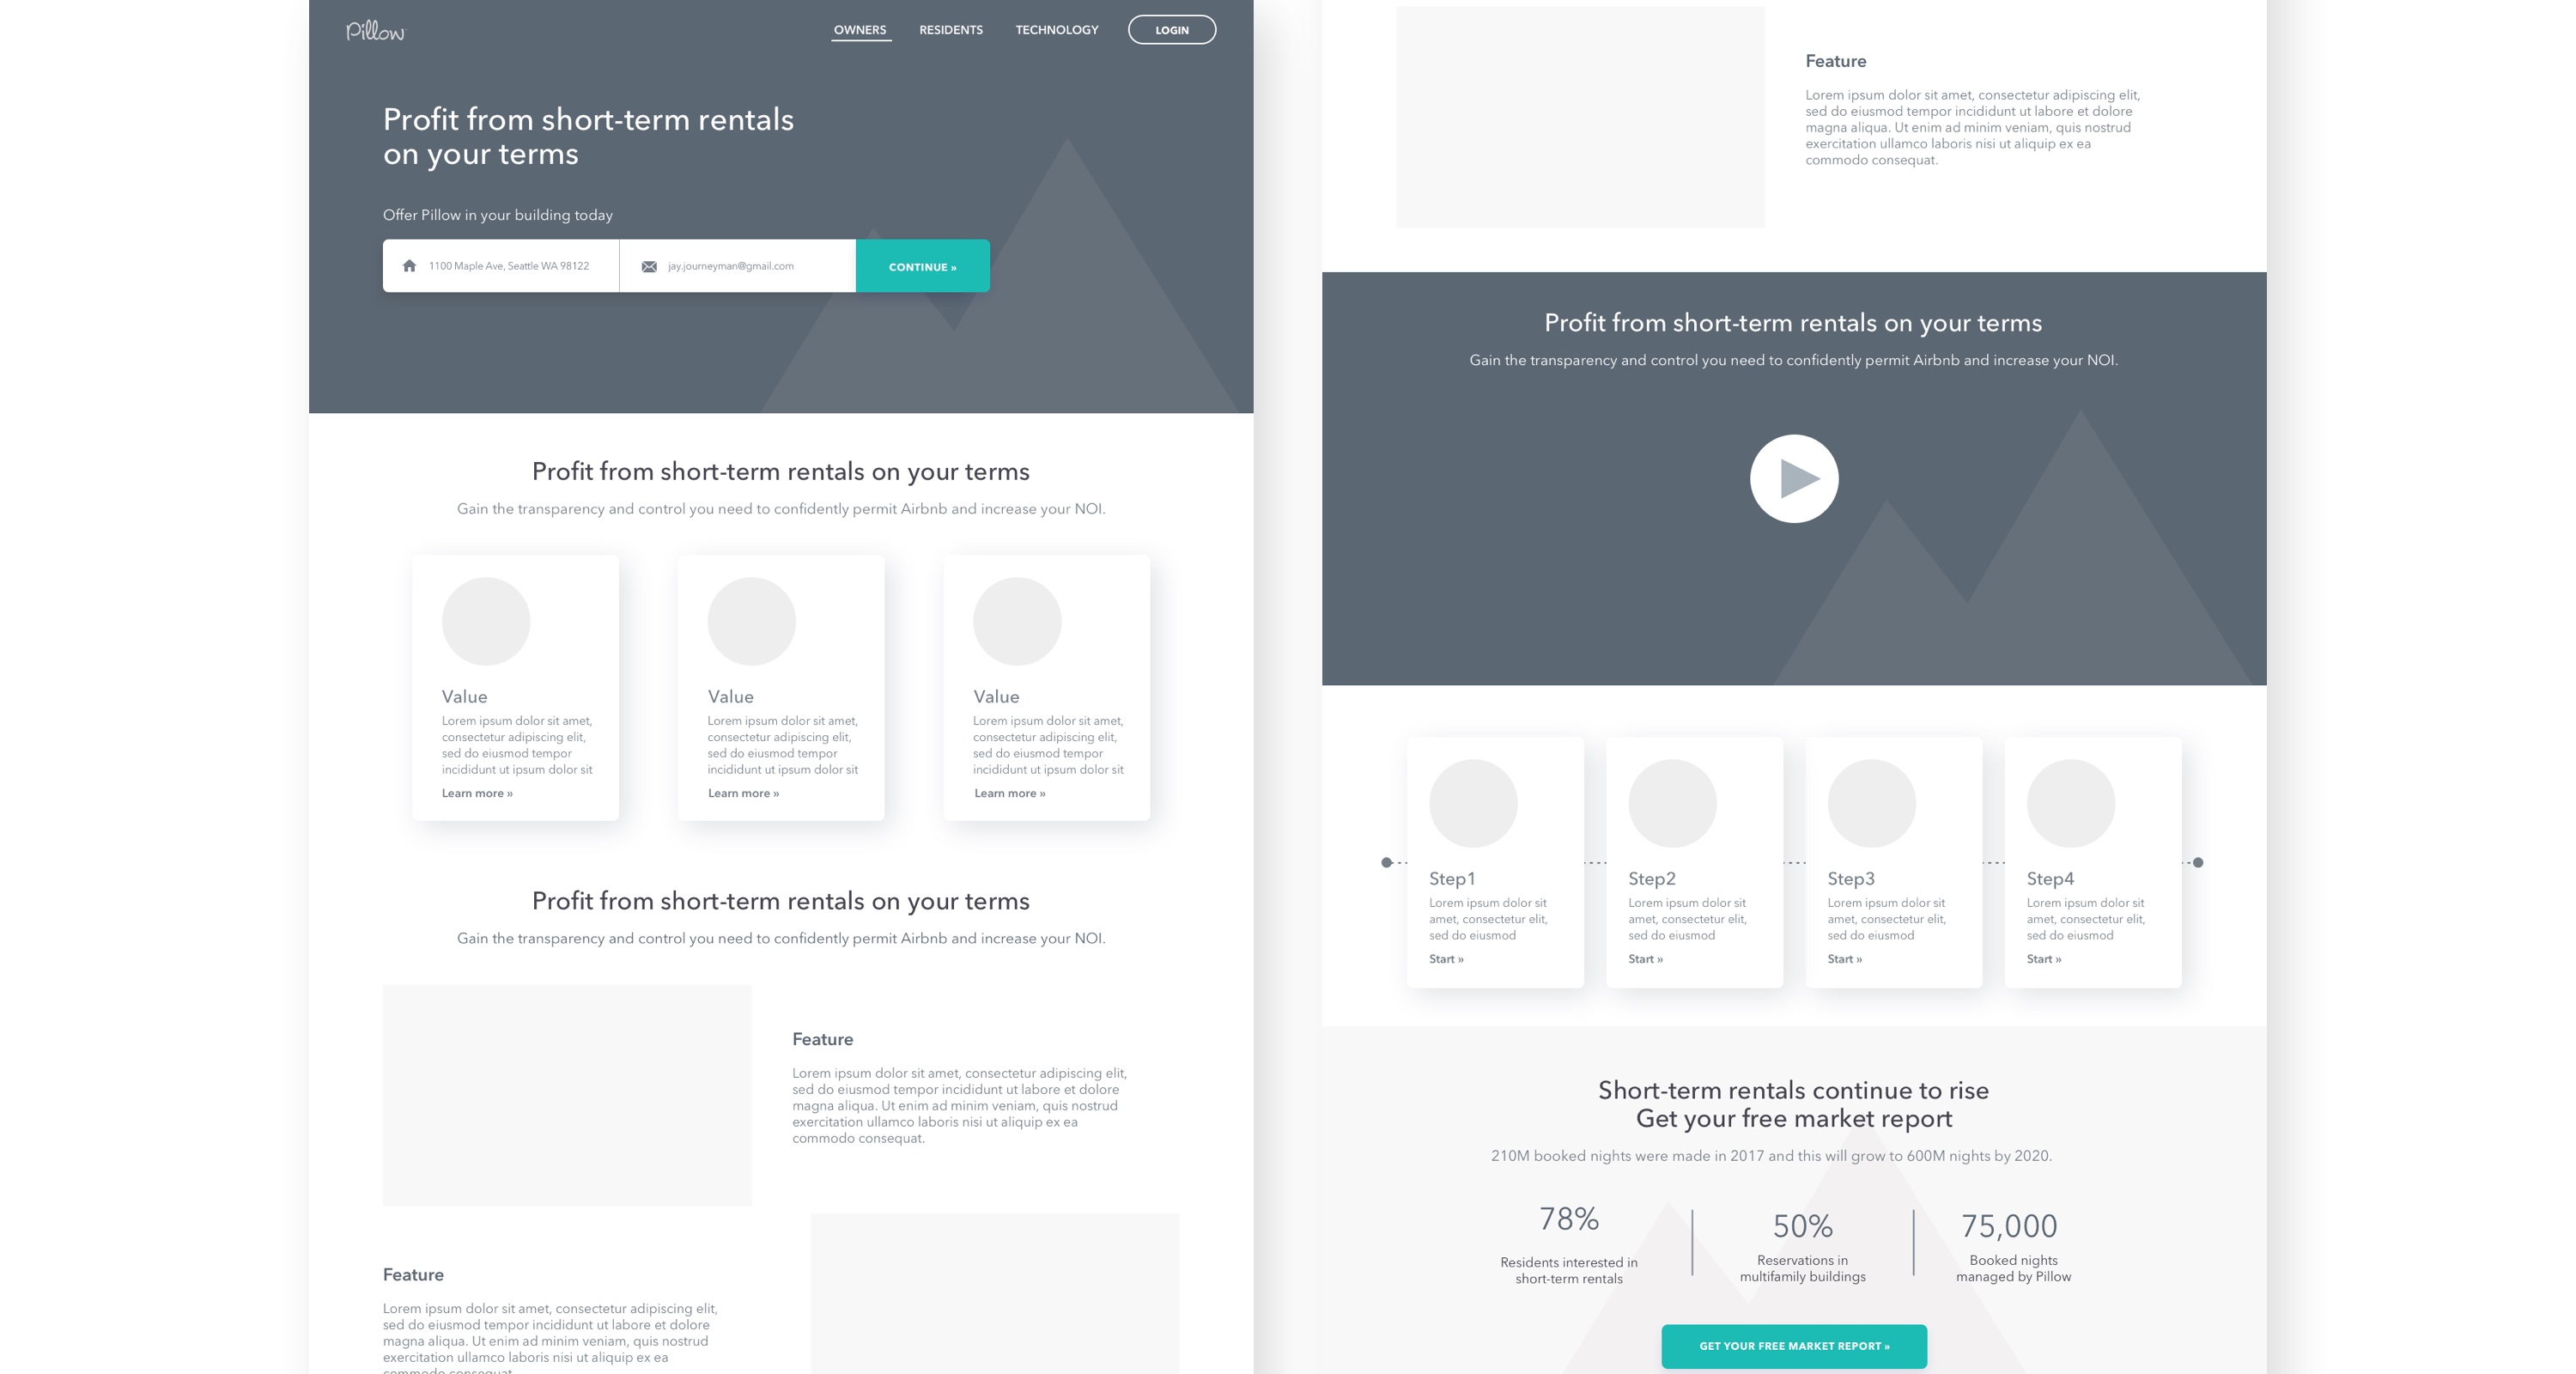 Pillow
OWNERS RESIDENTS TECHNOLOGY LOGIN
Profit from short-term rentals
on your terms
Offer Pillow in your building today
1100 Maple Ave, Seattle WA 98122
jay.journeyman@gmail.com
CONTINUE »
Profit from short-term rentals on your terms
Gain the transparency and control you need to confidently permit Airbnb and increase your NOI.
Value
Lorem ipsum dolor sit amet,
consectetur adipiscing elit,
sed do eiusmod tempor
incididunt ut ipsum dolor sit
Learn more »
Value
Lorem ipsum dolor sit amet,
consectetur adipiscing elit,
sed do eiusmod tempor
incididunt ut ipsum dolor sit
Learn more »
Value
Lorem ipsum dolor sit amet,
consectetur adipiscing elit,
sed do eiusmod tempor
incididunt ut ipsum dolor sit
Learn more »
Profit from short-term rentals on your terms
Gain the transparency and control you need to confidently permit Airbnb and increase your NOI.
Feature
Lorem ipsum dolor sit amet, consectetur adipiscing elit,
sed do eiusmod tempor incididunt ut labore et dolore
magna aliqua. Ut enim ad minim veniam, quis nostrud
exercitation ullamco laboris nisi ut aliquip ex ea
commodo consequat.
Feature
Lorem ipsum dolor sit amet, consectetur adipiscing elit,
sed do eiusmod tempor incididunt ut labore et dolore
magna aliqua. Ut enim ad minim veniam, quis nostrud
exercitation ullamco laboris nisi ut aliquip ex ea
commodo consequat.
Feature
Lorem ipsum dolor sit amet, consectetur adipiscing elit,
sed do eiusmod tempor incididunt ut labore et dolore
magna aliqua. Ut enim ad minim veniam, quis nostrud
exercitation ullamco laboris nisi ut aliquip ex ea
commodo consequat.
Profit from short-term rentals on your terms
Gain the transparency and control you need to confidently permit Airbnb and increase your NOI.
Step1
Lorem ipsum dolor sit
amet, consectetur elit,
sed do eiusmod
Start »
Step2
Lorem ipsum dolor sit
amet, consectetur elit,
sed do eiusmod
Start »
Step3
Lorem ipsum dolor sit
amet, consectetur elit,
sed do eiusmod
Start »
Step4
Lorem ipsum dolor sit
amet, consectetur elit,
sed do eiusmod
Start »
Short-term rentals continue to rise
Get your free market report
210M booked nights were made in 2017 and this will grow to 600M nights by 2020.
78%
Residents interested in
short-term rentals
50%
Reservations in
multifamily buildings
75,000
Booked nights
managed by Pillow
GET YOUR FREE MARKET REPORT »